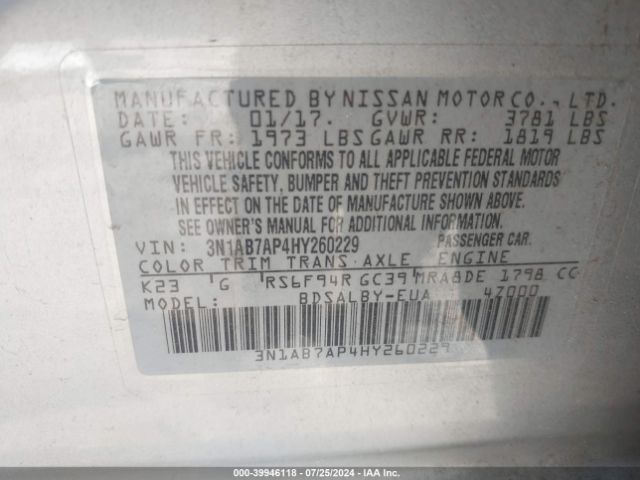 MANUFACTURED BY NISSAN MOTOR CO., LTD.
DATE: 01/17. GVWR: 3781 LBS
GAWR FR: 1973 LBS GAWR RR: 1819 LBS
THIS VEHICLE CONFORMS TO ALL APPLICABLE FEDERAL MOTOR
VEHICLE SAFETY, BUMPER AND THEFT PREVENTION STANDARDS
IN EFFECT ON THE DATE OF MANUFACTURE SHOWN ABOVE.
SEE OWNER'S MANUAL FOR ADDITIONAL INFORMATION.
VIN: 3N1AB7AP4HY260229 PASSENGER CAR.
COLOR TRIM TRANS AXLE ENGINE
K23 G RS6F94R GC39 MRA8DE 1798 CC
MODEL: BDSALBY-EUA 47000
3N1AB7AP4HY260229
000-39946118 - 07/25/2024 - IAA Inc.